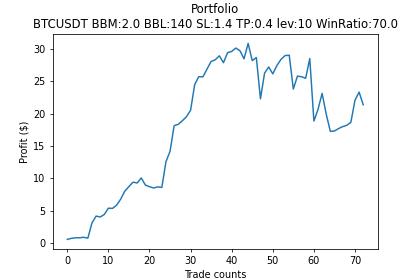 Portfolio
BTCUSDT BBM:2.0 BBL:140 SL:1.4 TP:0.4 lev:10 WinRatio:70.0
30
25
20
15
10
5
0
Profit ($)
0 10 20 30 40 50 60 70
Trade counts